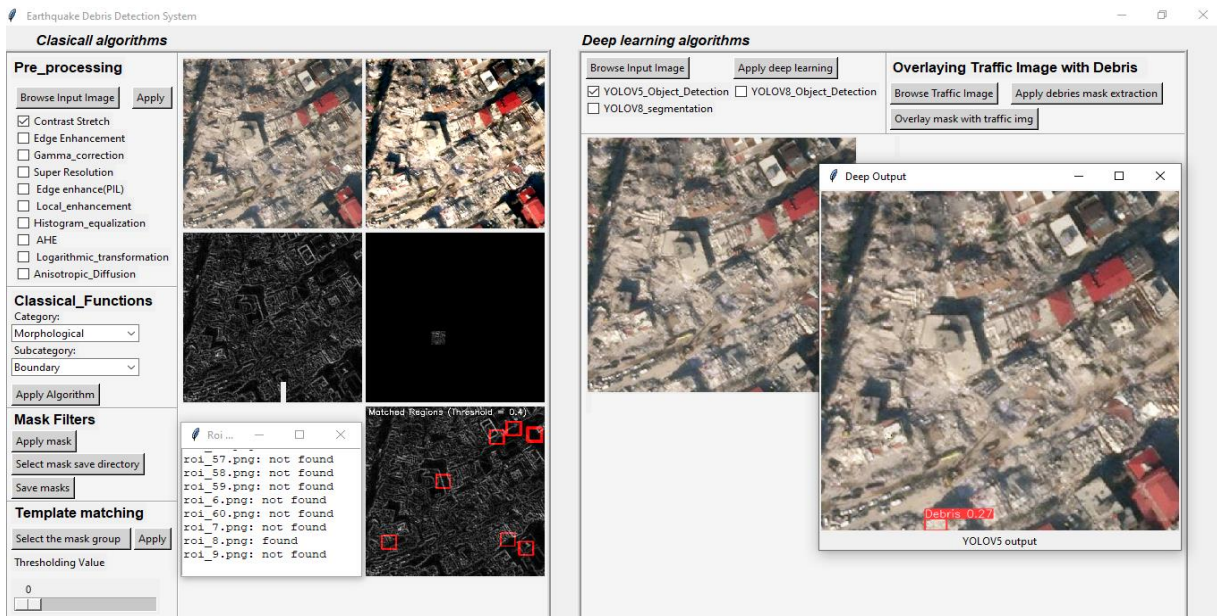 Earthquake Debris Detection System
Clasicall algorithms
Pre_processing
Browse Input Image
Apply
Contrast Stretch
Edge Enhancement
Gamma_correction
Super Resolution
Edge enhance(PIL)
Local_enhancement
Histogram_equalization
AHE
Logarithmic_transformation
Anisotropic_Diffusion
Classical_Functions
Category:
Morphological
Subcategory:
Boundary
Apply Algorithm
Mask Filters
Apply mask
Select mask save directory
Save masks
Template matching
Select the mask group
Apply
Thresholding Value
0
Roi ...
roi_57.png: not found
roi_58.png: not found
roi_59.png: not found
roi_6.png: not found
roi_60.png: not found
roi_7.png: not found
roi_8.png: found
roi_9.png: not found
Matched Regions (Threshold = 0.4)
Deep learning algorithms
Browse Input Image
Apply deep learning
YOLOV5_Object_Detection
YOLOV8_Object_Detection
YOLOV8_segmentation
Overlaying Traffic Image with Debris
Browse Traffic Image
Apply debries mask extraction
Overlay mask with traffic img
Deep Output
Debris 0.27
YOLOV5 output